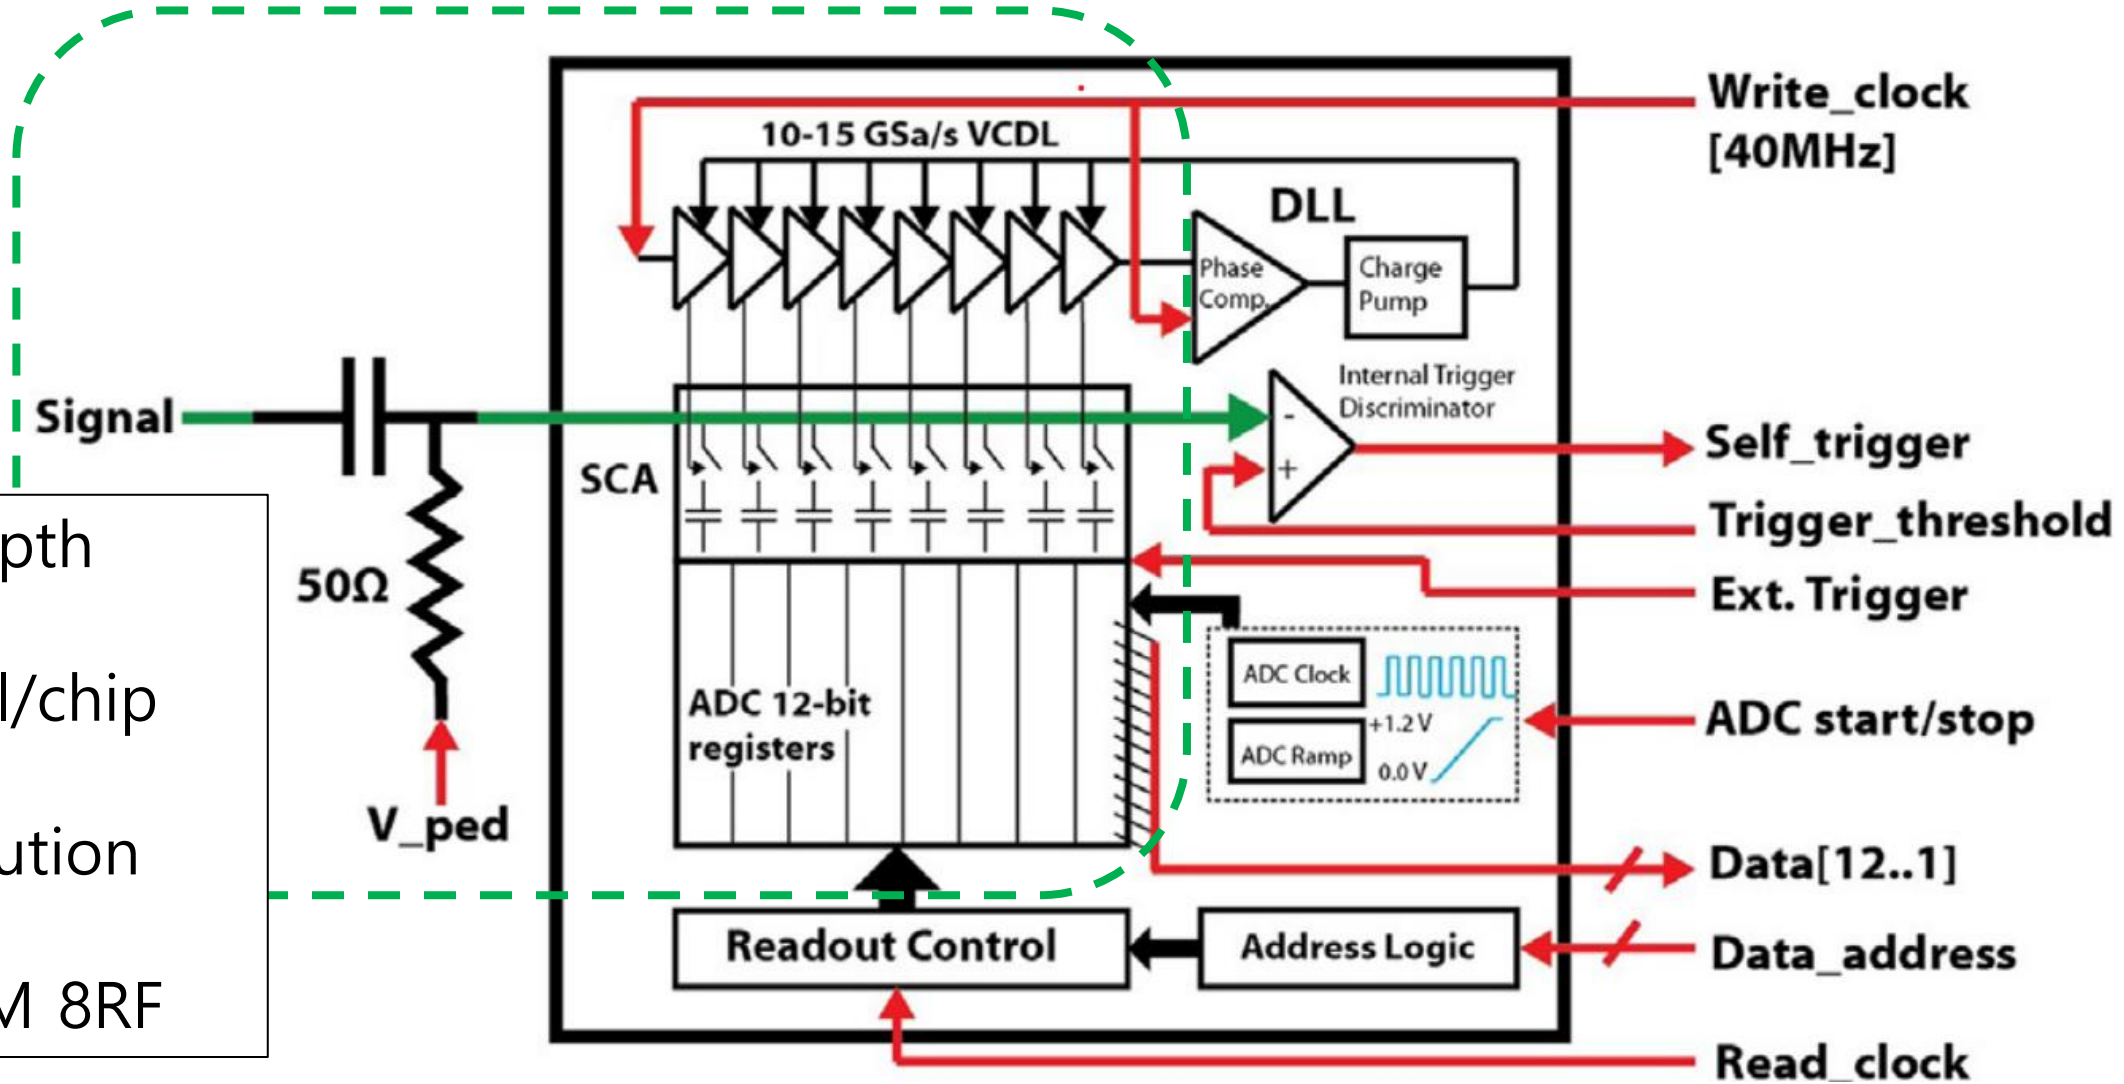 Write_clock
[40MHz]
10-15 GSa/s VCDL
DLL
Phase
Comp.
Charge
Pump
Internal Trigger
Discriminator
Signal
-
+
Self_trigger
SCA
Trigger_threshold
50Ω
Ext. Trigger
pth
l/chip
ution
M 8RF
ADC 12-bit
registers
ADC Clock
+1.2 V
ADC Ramp
0.0 V
ADC start/stop
V_ped
Data[12..1]
Readout Control
Address Logic
Data_address
Read_clock